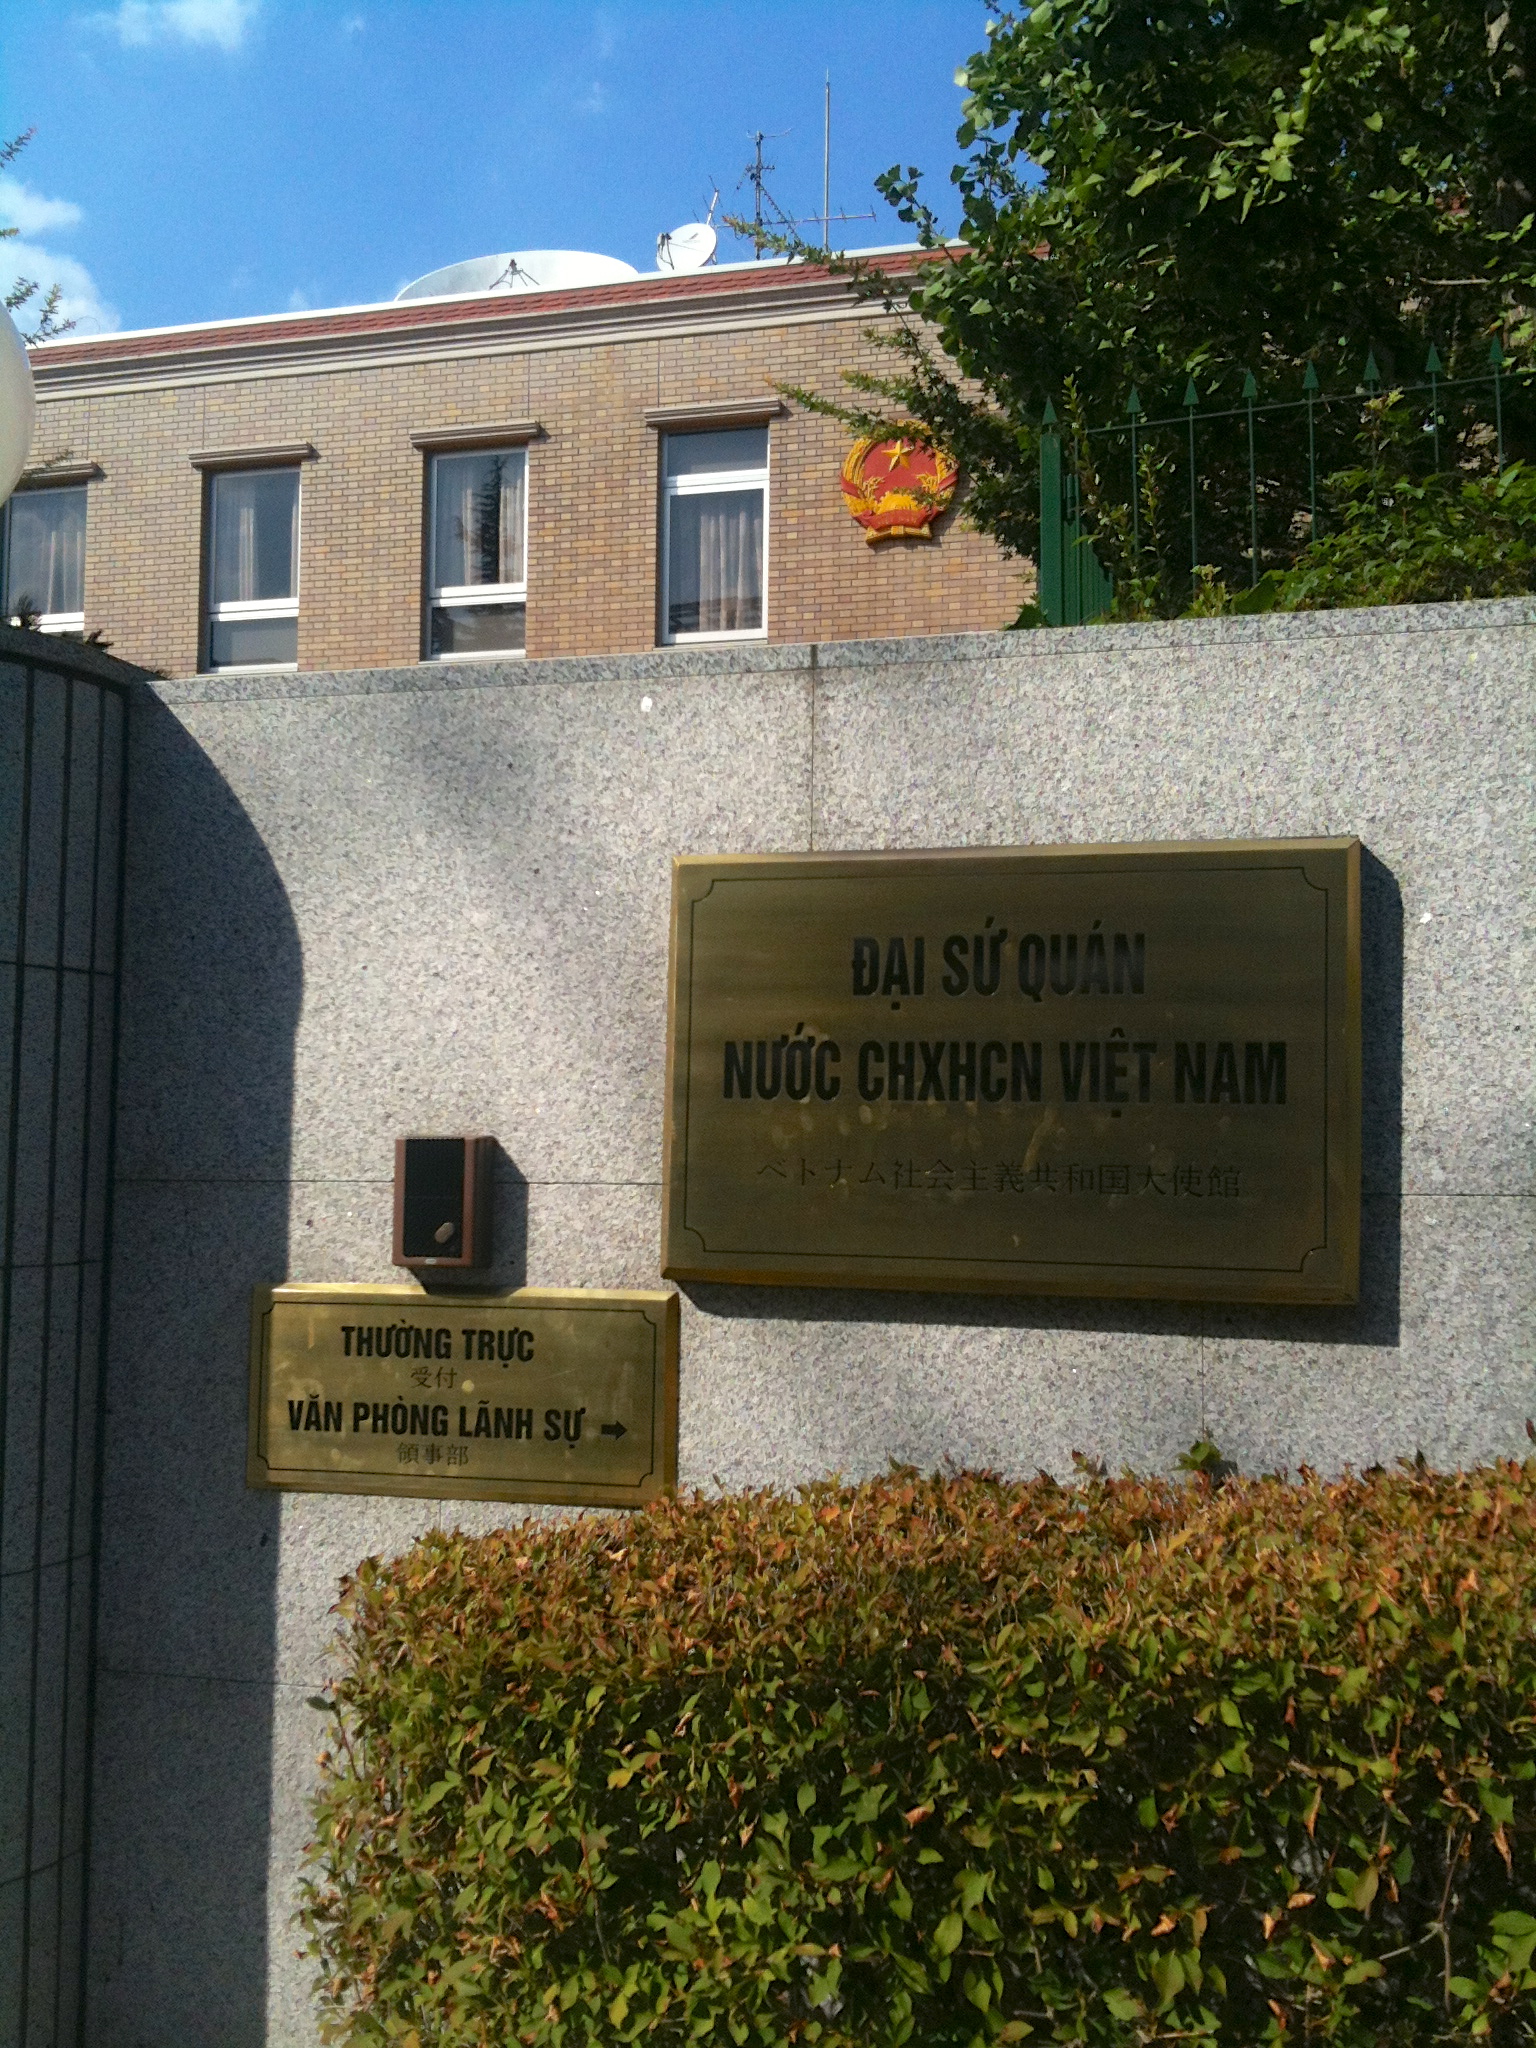 ĐẠI SỨ QUÁN
NƯỚC CHXHCN VIỆT NAM
ベトナム社会主義共和国大使館
THƯỜNG TRỰC
受付
VĂN PHÒNG LÃNH SỰ →
領事部